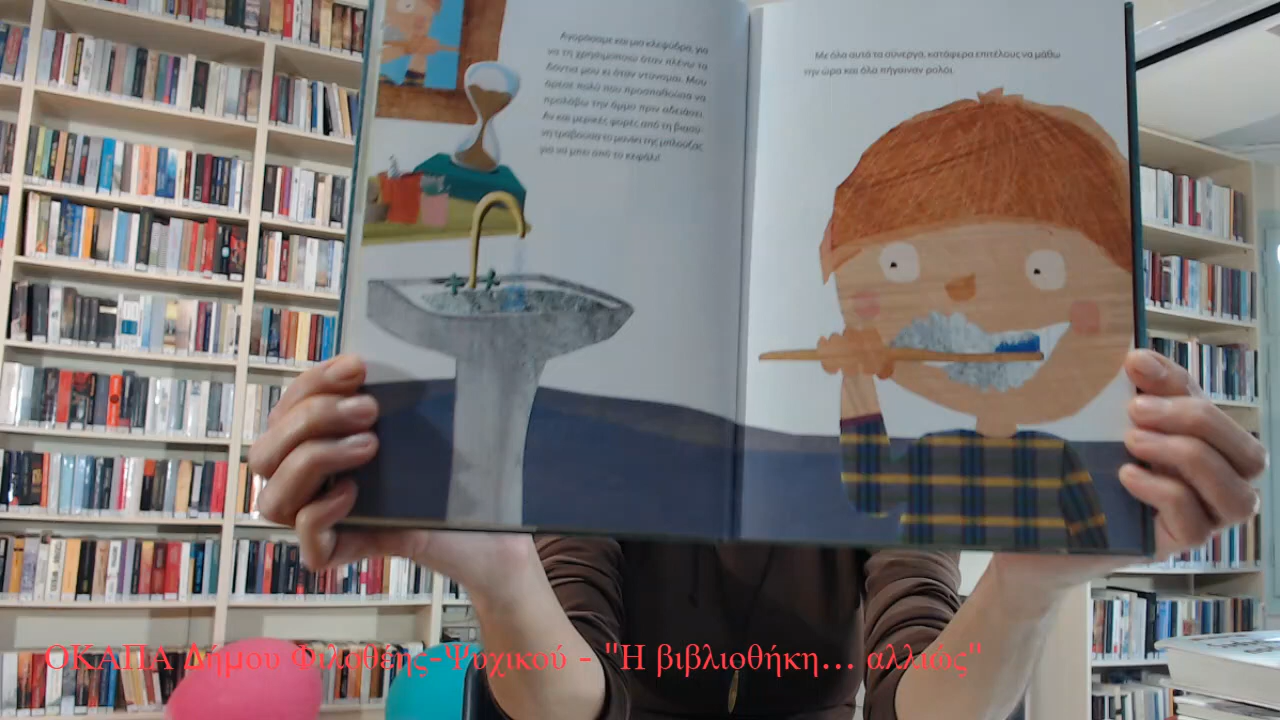 Αγοράσαμε και μια κλεψύδρα, για
να τη χρησιμοποιώ όταν πλένω τα
δόντια μου κι όταν ντύνομαι. Μου
άρεσε πολύ που προσπαθούσα να
προλάβω την άμμο πριν αδειάσει.
Αν και μερικές φορές από τη βιασύ-
νη τραβούσα το μανίκι της μπλούζας
για να μπει από το κεφάλι!
Με όλα αυτά τα σύνεργα, κατάφερα επιτέλους να μάθω
την ώρα και όλα πήγαιναν ρολόι.
ΟΚΑΠΑ Δήμου Φιλοθέης-Ψυχικού - "Η βιβλιοθήκη... αλλιώς"